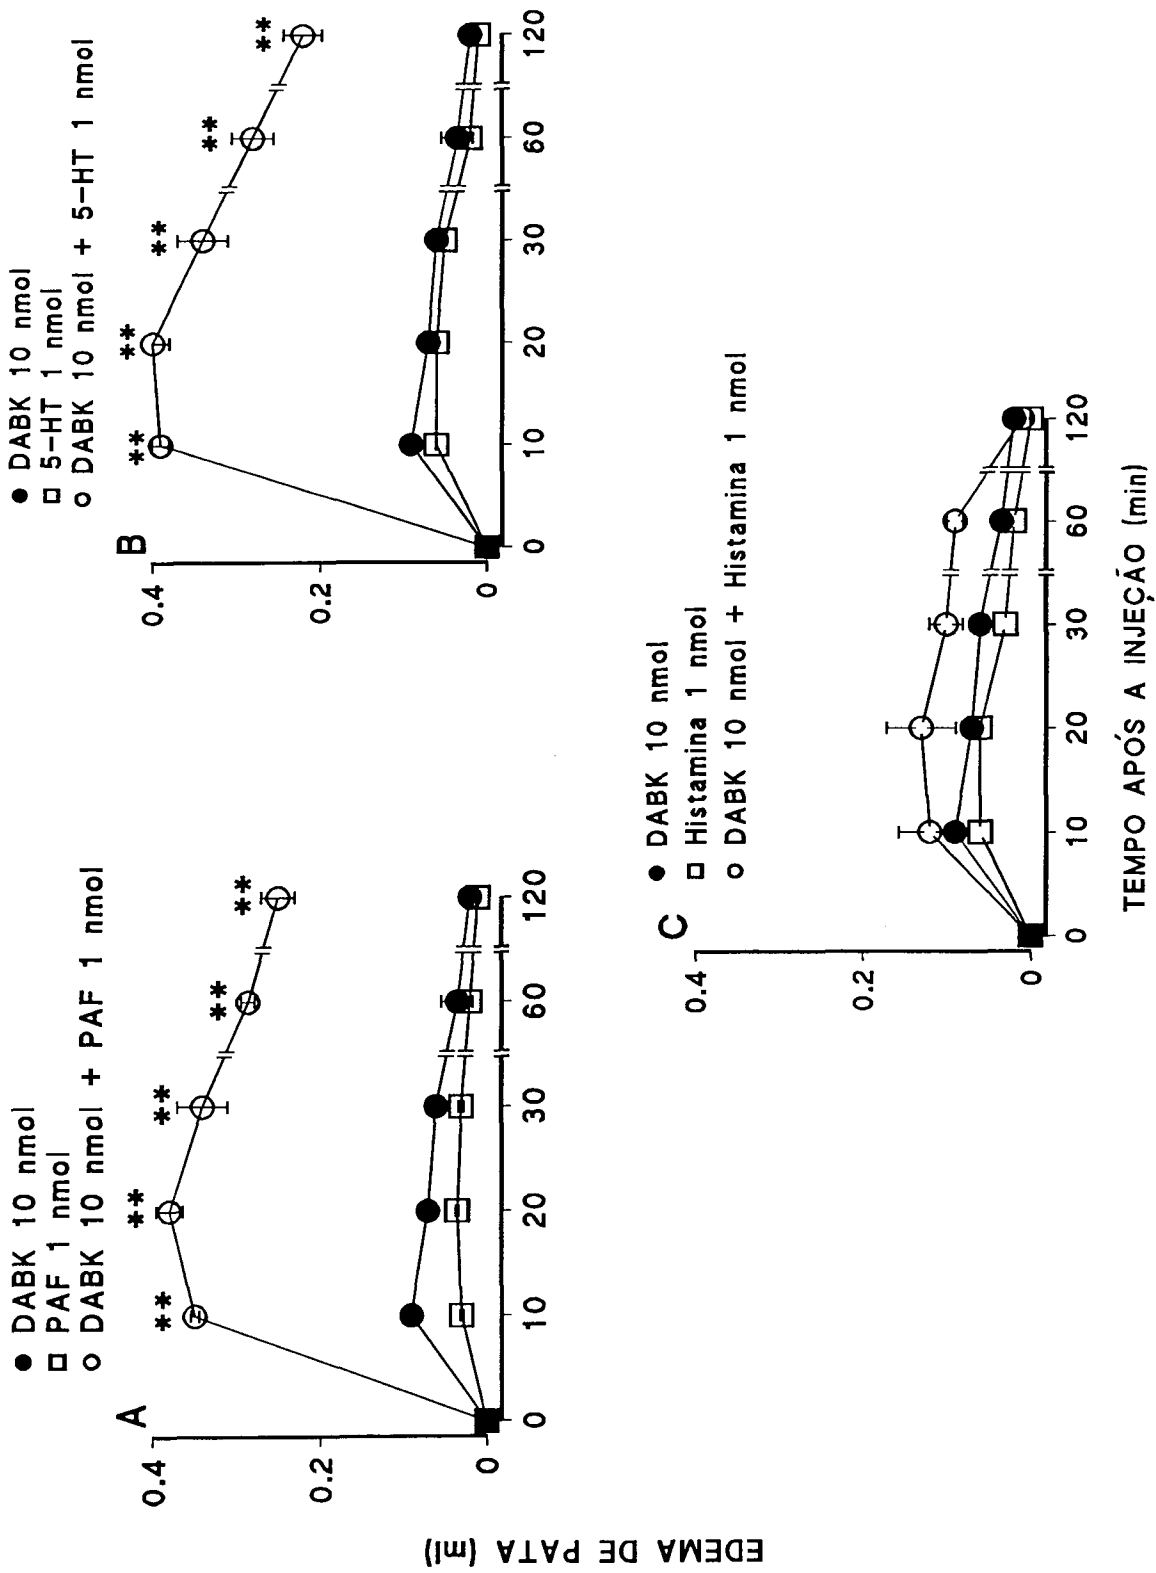 EDEMA DE PATA (ml)
A
● DABK 10 nmol
□ PAF 1 nmol
○ DABK 10 nmol + PAF 1 nmol
0.4
0.2
0
** ** ** ** **
0 10 20 30 60 120
B
● DABK 10 nmol
□ 5-HT 1 nmol
○ DABK 10 nmol + 5-HT 1 nmol
0.4
0.2
0
** ** ** ** **
0 10 20 30 60 120
C
● DABK 10 nmol
□ Histamina 1 nmol
○ DABK 10 nmol + Histamina 1 nmol
0.4
0.2
0
0 10 20 30 60 120
TEMPO APÓS A INJEÇÃO (min)